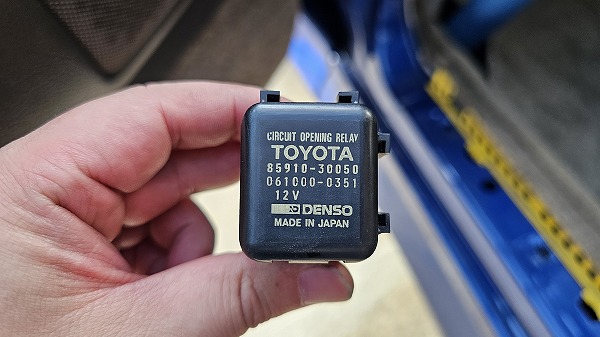 CIRCUIT OPENING RELAY
TOYOTA
85910-30050
061000-0351
12V
DENSO
MADE IN JAPAN